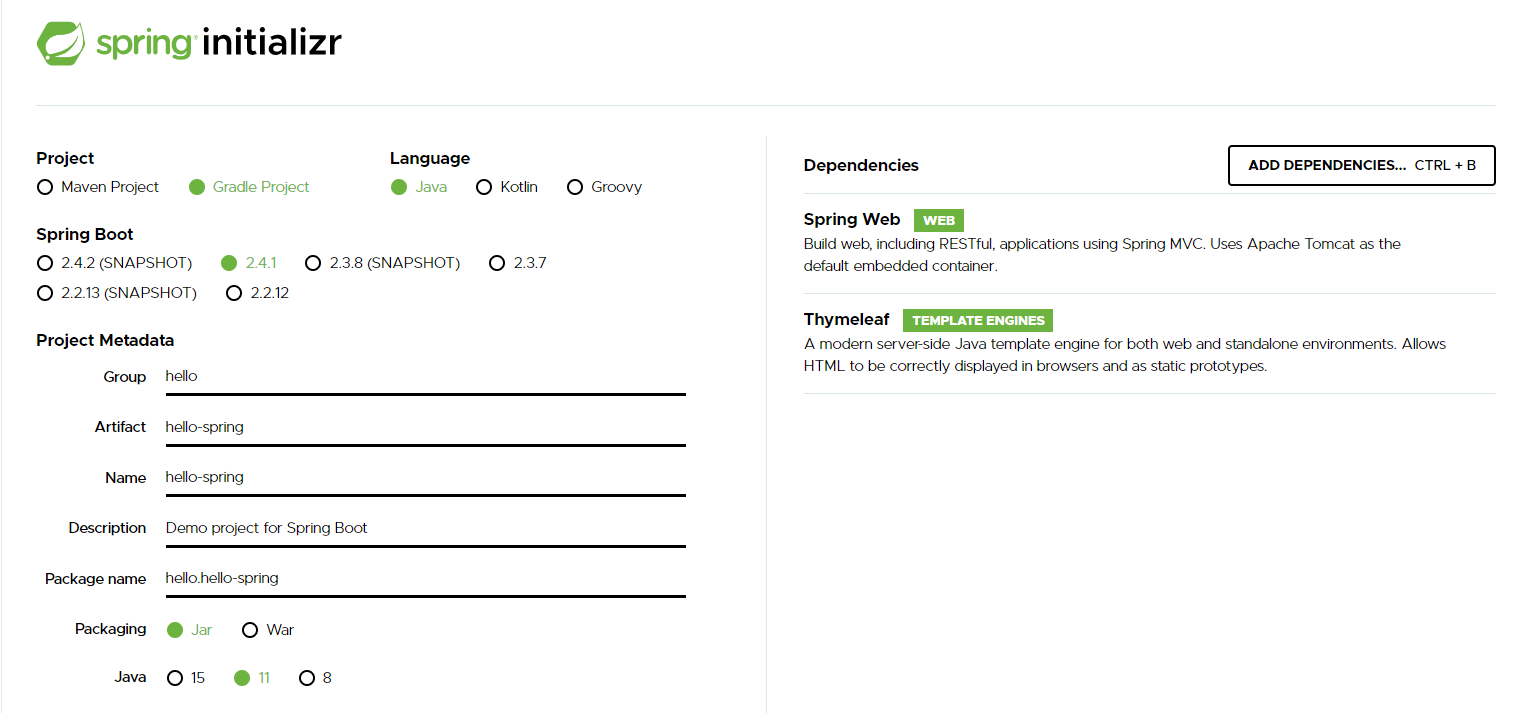 spring initializr
Project
Maven Project Gradle Project
Language
Java Kotlin Groovy
Spring Boot
2.4.2 (SNAPSHOT) 2.4.1 2.3.8 (SNAPSHOT) 2.3.7
2.2.13 (SNAPSHOT) 2.2.12
Project Metadata
Group hello
Artifact hello-spring
Name hello-spring
Description Demo project for Spring Boot
Package name hello.hello-spring
Packaging Jar War
Java 15 11 8
Dependencies
ADD DEPENDENCIES... CTRL + B
Spring Web WEB
Build web, including RESTful, applications using Spring MVC. Uses Apache Tomcat as the
default embedded container.
Thymeleaf TEMPLATE ENGINES
A modern server-side Java template engine for both web and standalone environments. Allows
HTML to be correctly displayed in browsers and as static prototypes.